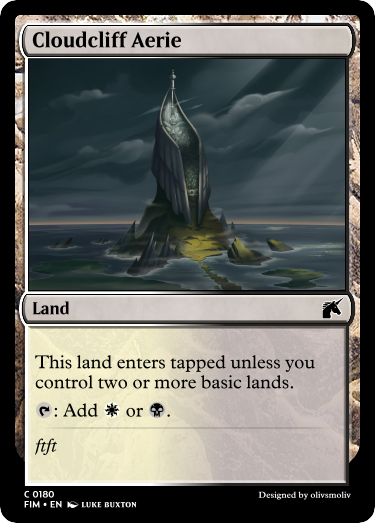 Cloudcliff Aerie
Land
This land enters tapped unless you
control two or more basic lands.
: Add or .
ftft
C 0180
FIM • EN LUKE BUXTON
Designed by olivsmoliv